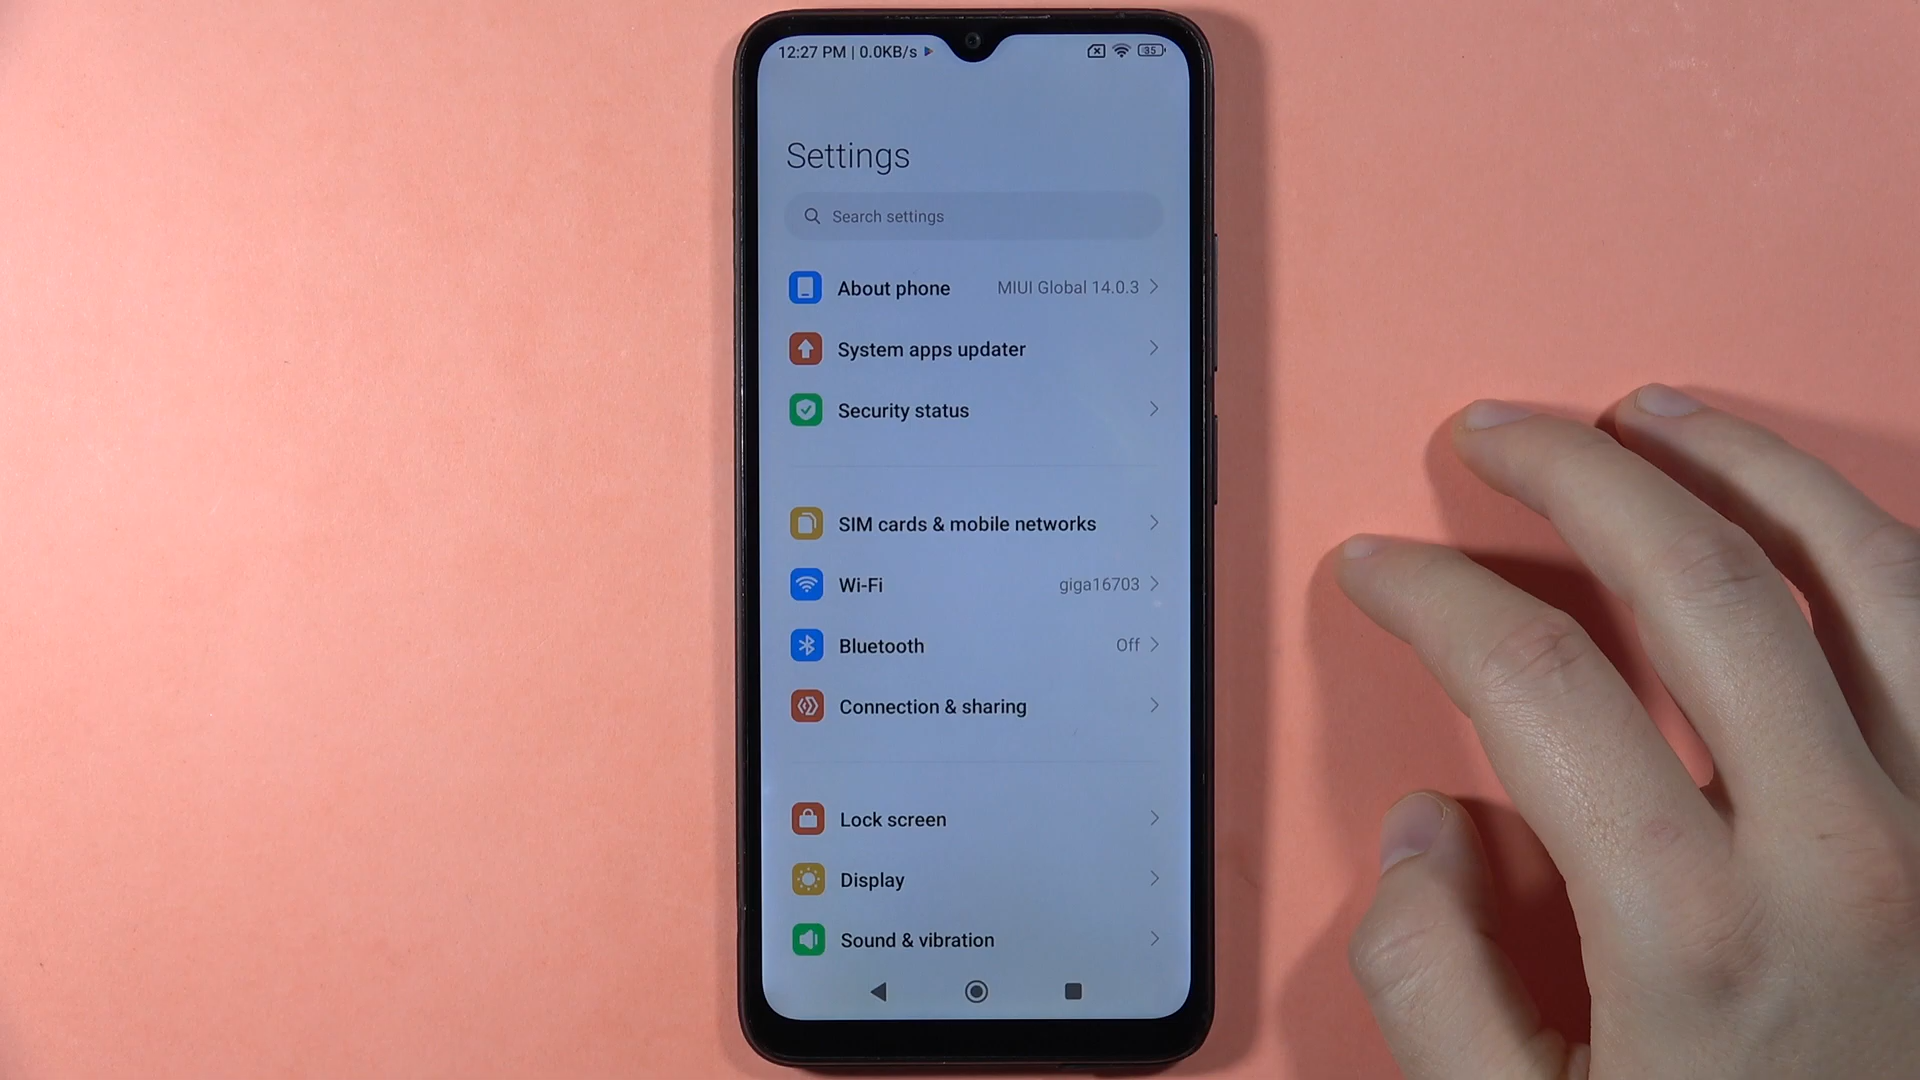 12:27 PM | 0.0KB/s 35
Settings
Search settings
About phone MIUI Global 14.0.3
System apps updater
Security status
SIM cards & mobile networks
Wi-Fi giga16703
Bluetooth Off
Connection & sharing
Lock screen
Display
Sound & vibration